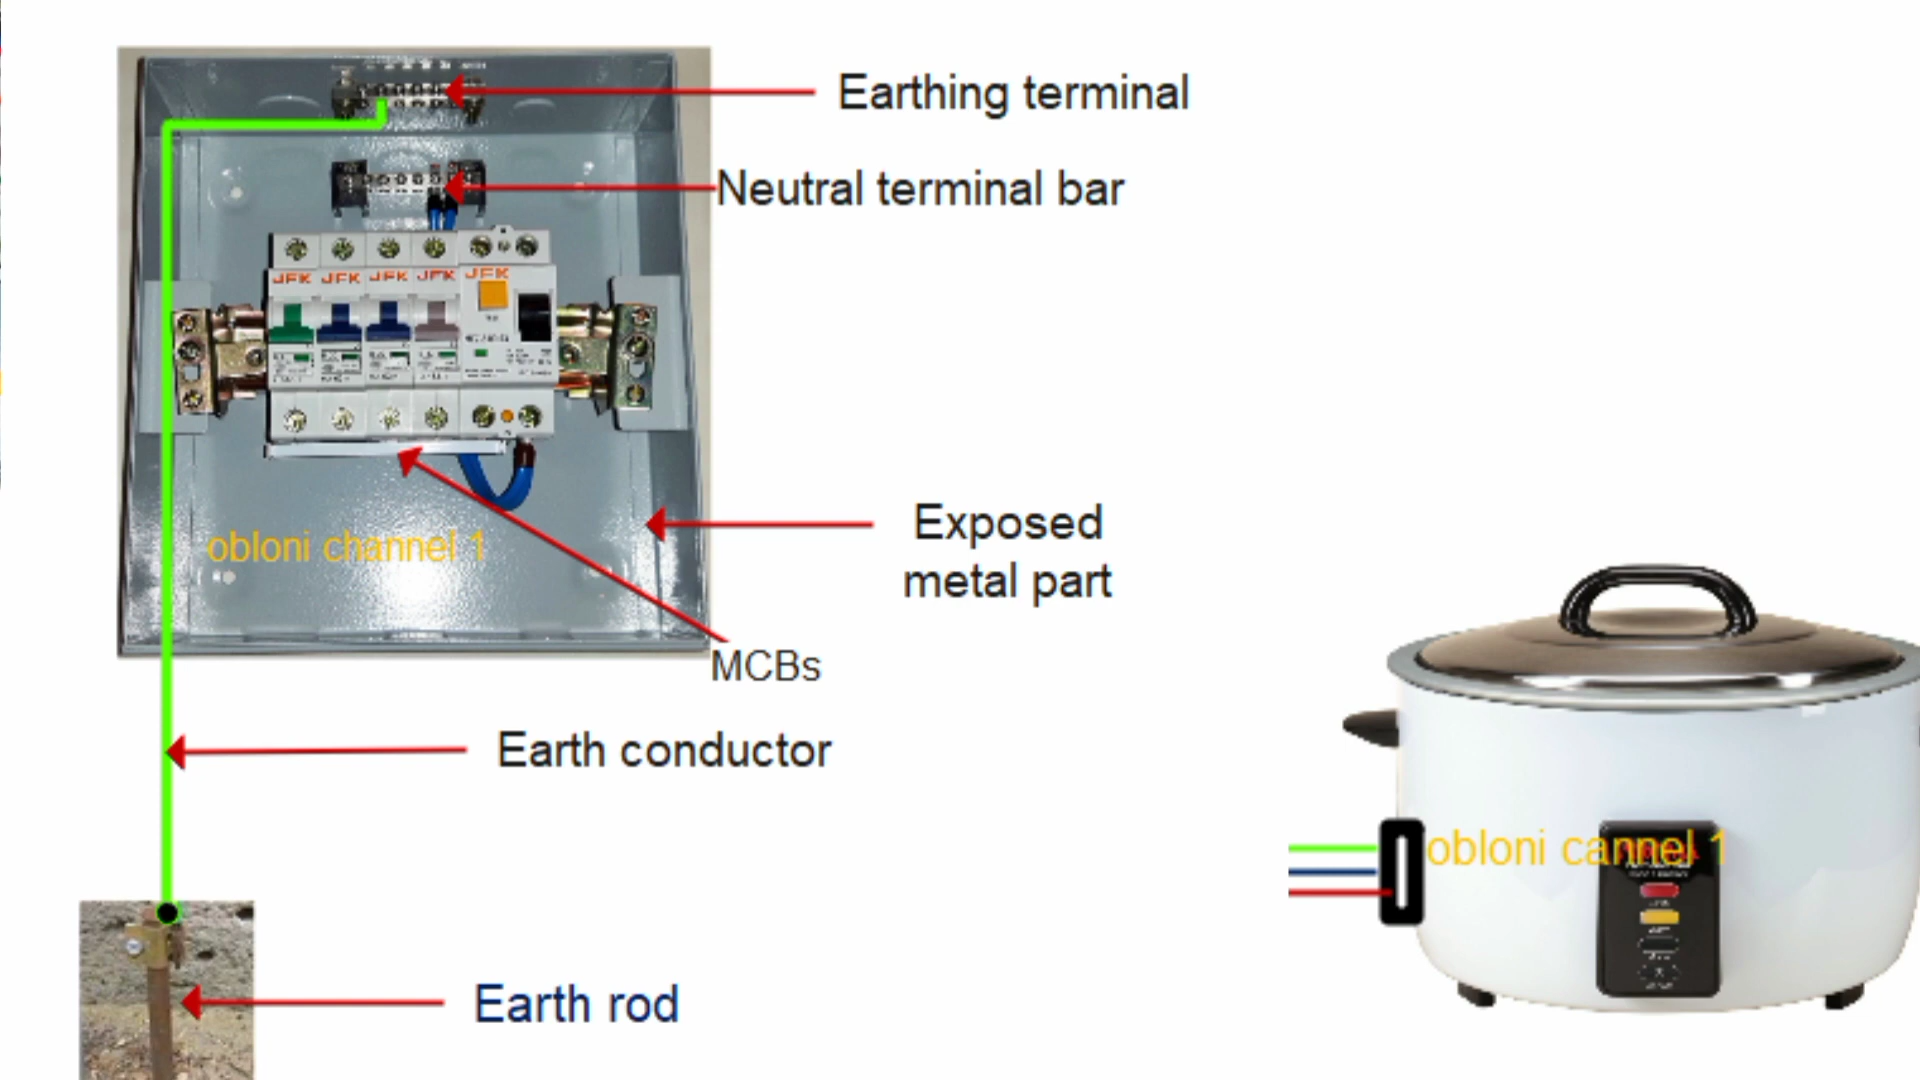 Earthing terminal
Neutral terminal bar
JFK JFK JFK JFK JFK
Exposed
metal part
obloni channel 1
MCBs
Earth conductor
obloni cannel 1
Earth rod